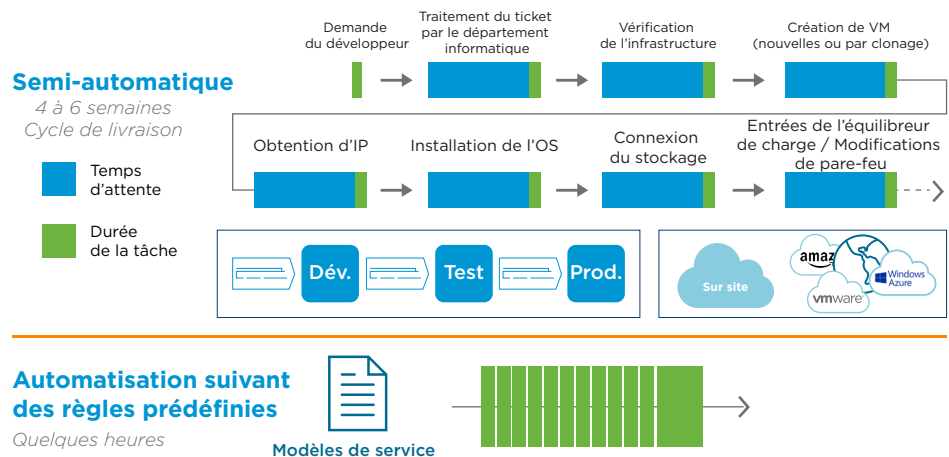 Demande
du développeur
Traitement du ticket
par le département
informatique
Vérification
de l'infrastructure
Création de VM
(nouvelles ou par clonage)
Semi-automatique
4 à 6 semaines
Cycle de livraison
Temps
d'attente
Durée
de la tâche
Obtention d'IP
Installation de l'OS
Connexion
du stockage
Entrées de l'équilibreur
de charge / Modifications
de pare-feu
Dév.
Test
Prod.
Sur site
amaz
vmware
Windows
Azure
Automatisation suivant
des règles prédéfinies
Quelques heures
Modèles de service